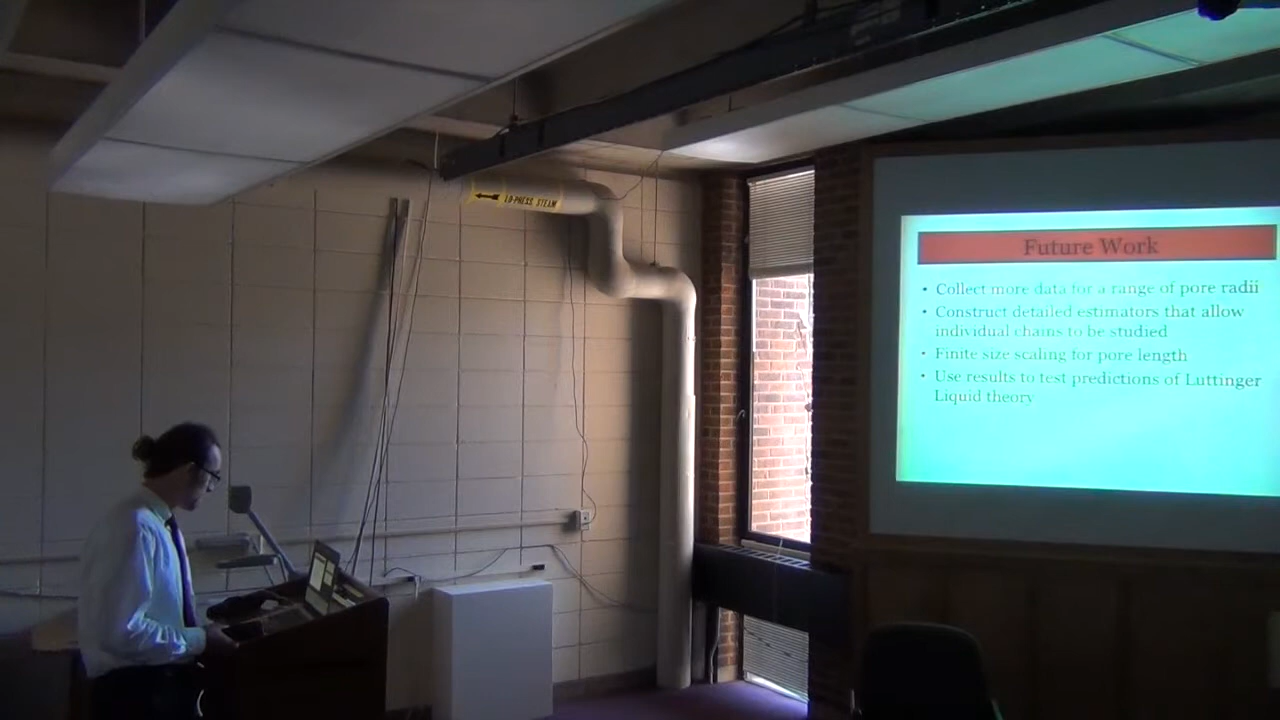 LO-PRESS. STEAM
Future Work
• Collect more data for a range of pore radii
• Construct detailed estimators that allow
individual chains to be studied
• Finite size scaling for pore length
• Use results to test predictions of Luttinger
Liquid theory